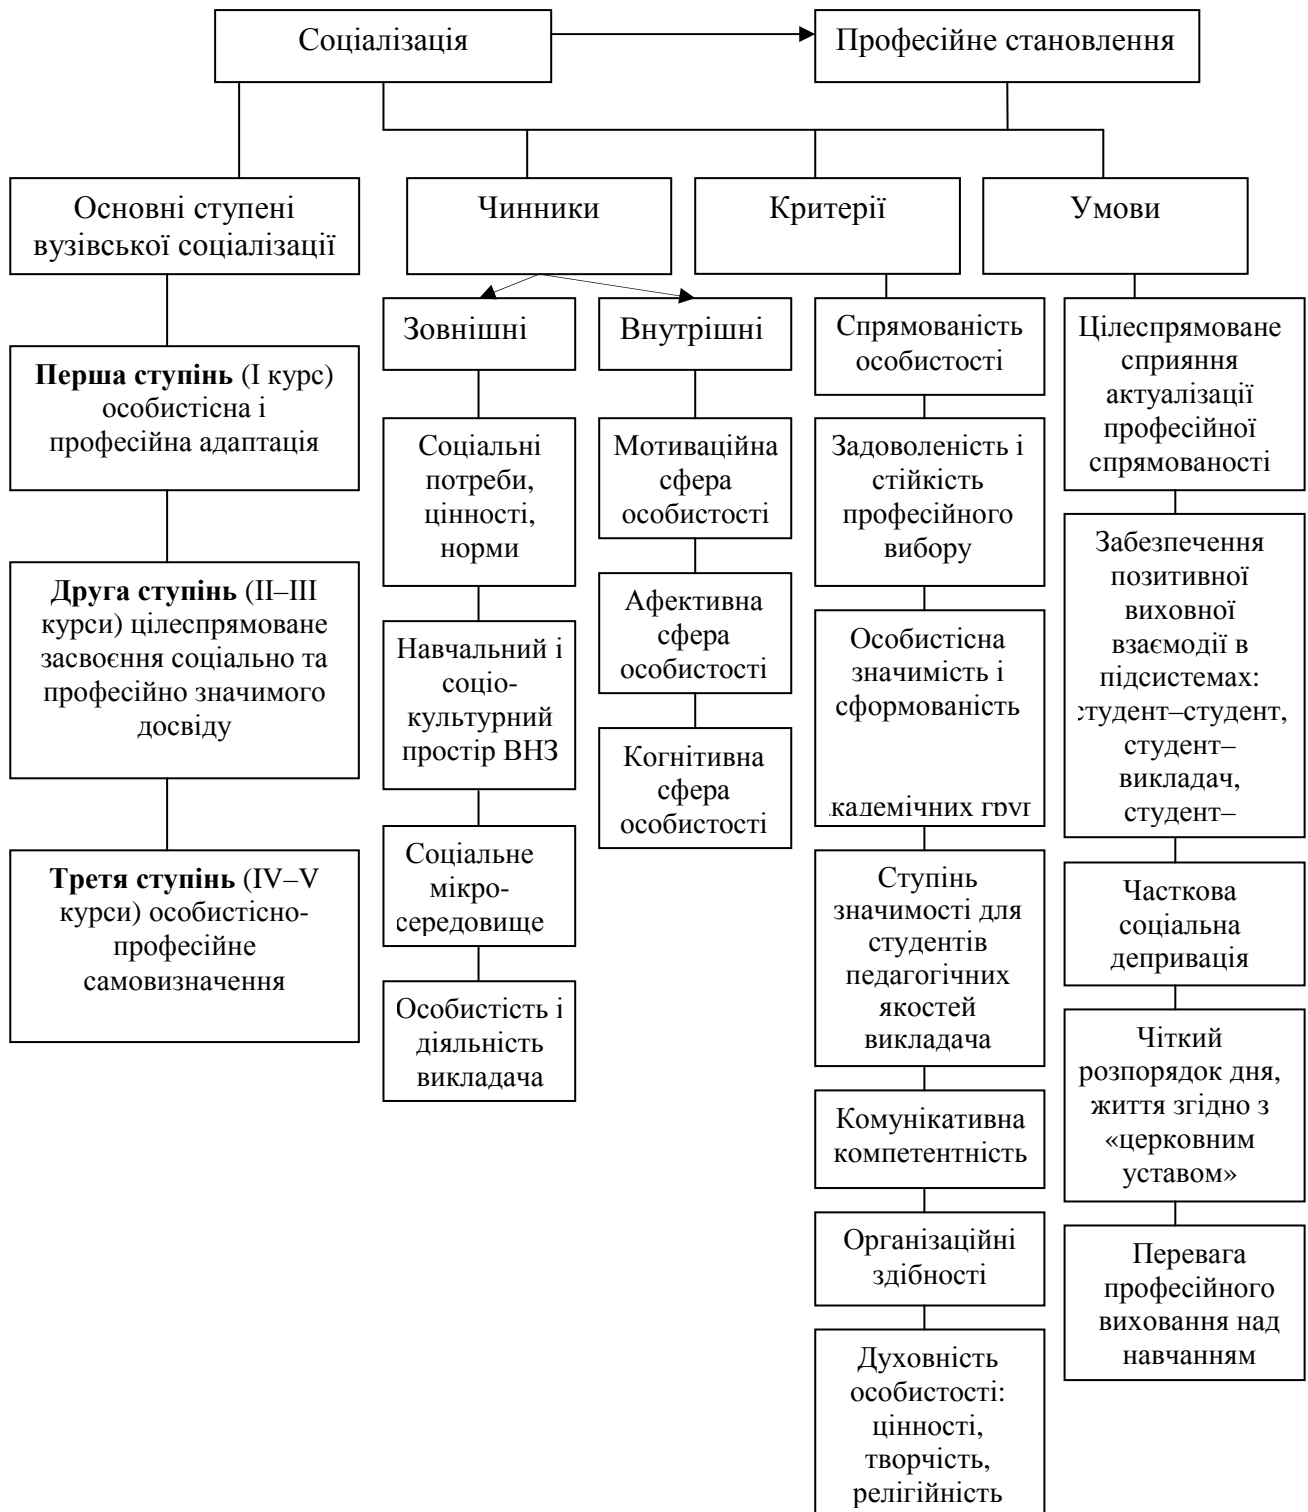 Соціалізація
Професійне становлення
Основні ступені
вузівської соціалізації
Чинники
Критерії
Умови
Перша ступінь (I курс)
особистісна і
професійна адаптація
Друга ступінь (II–III
курси) цілеспрямоване
засвоєння соціально та
професійно значимого
досвіду
Третя ступінь (IV–V
курси) особистісно-
професійне
самовизначення
Зовнішні
Соціальні
потреби,
цінності,
норми
Навчальний і
соціо-
культурний
простір ВНЗ
Соціальне
мікро-
середовище
Особистість і
діяльність
викладача
Внутрішні
Мотиваційна
сфера
особистості
Афективна
сфера
особистості
Когнітивна
сфера
особистості
Спрямованість
особистості
Задоволеність і
стійкість
професійного
вибору
Особистісна
значимість і
сформованість
Ступінь
значимості для
студентів
педагогічних
якостей
викладача
Комунікативна
компетентність
Організаційні
здібності
Духовність
особистості:
цінності,
творчість,
релігійність
Цілеспрямоване
сприяння
актуалізації
професійної
спрямованості
Забезпечення
позитивної
виховної
взаємодії в
підсистемах:
студент–студент,
студент–
викладач,
студент–
Часткова
соціальна
депривація
Чіткий
розпорядок дня,
життя згідно з
«церковним
уставом»
Перевага
професійного
виховання над
навчанням